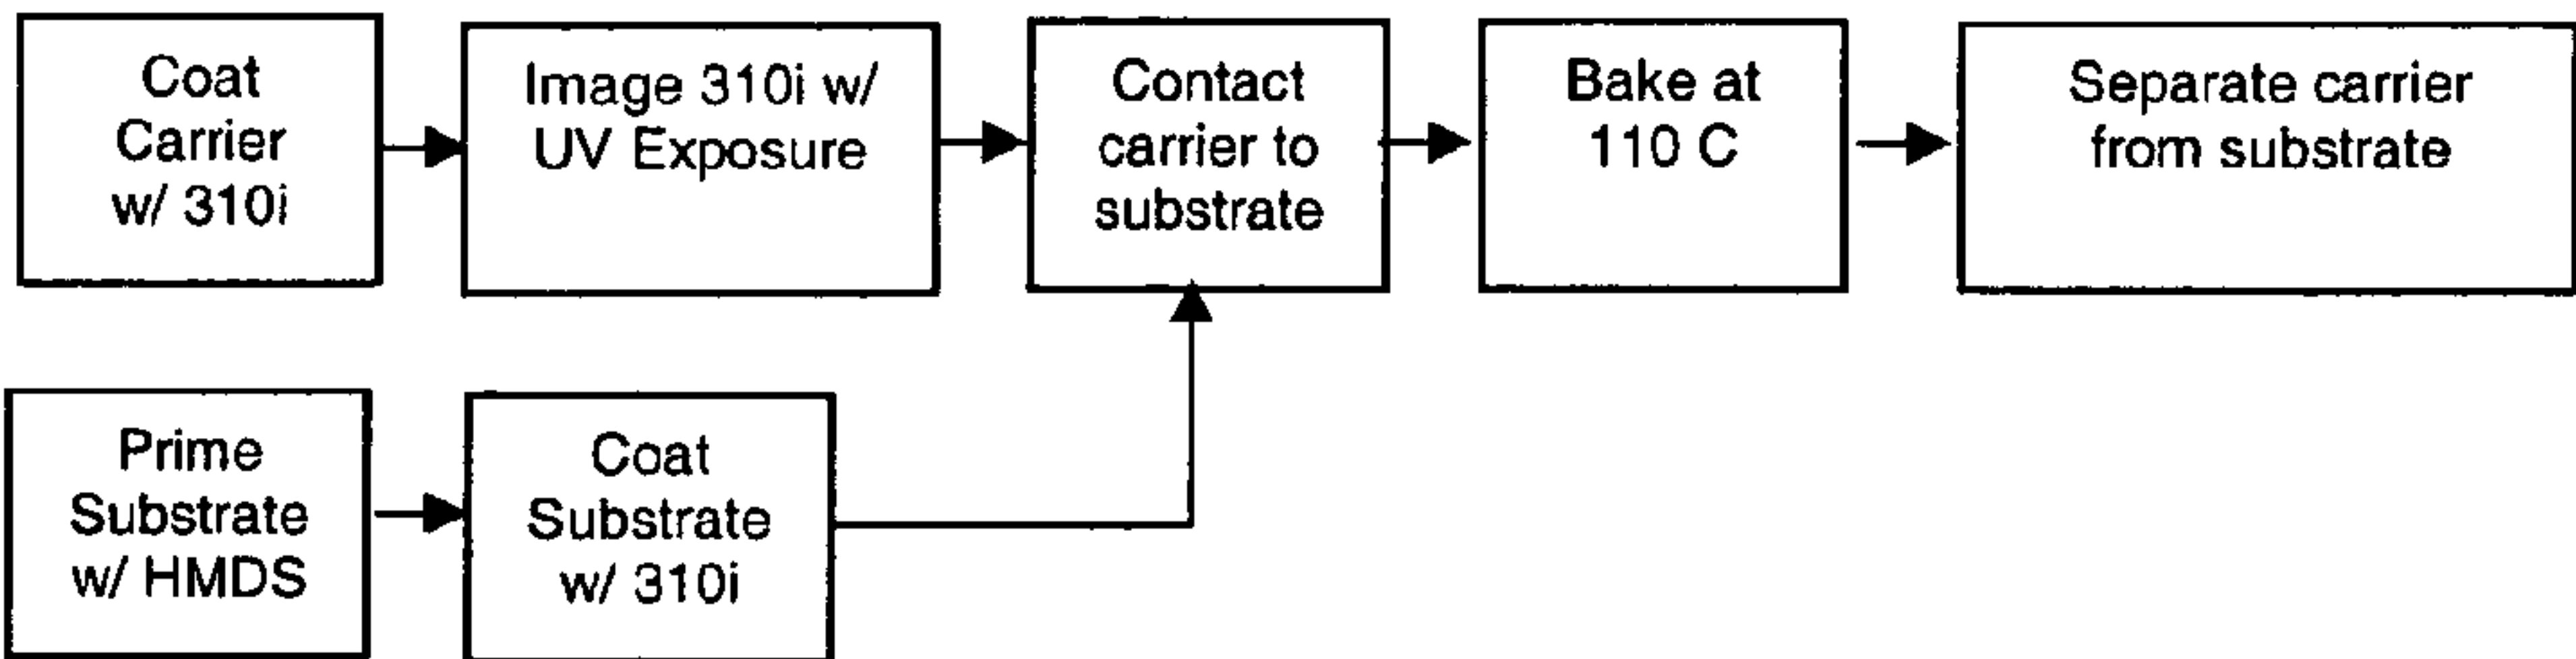 Coat
Carrier
w/ 310i
Image 310i w/
UV Exposure
Contact
carrier to
substrate
Bake at
110 C
Separate carrier
from substrate
Prime
Substrate
w/ HMDS
Coat
Substrate
w/ 310i